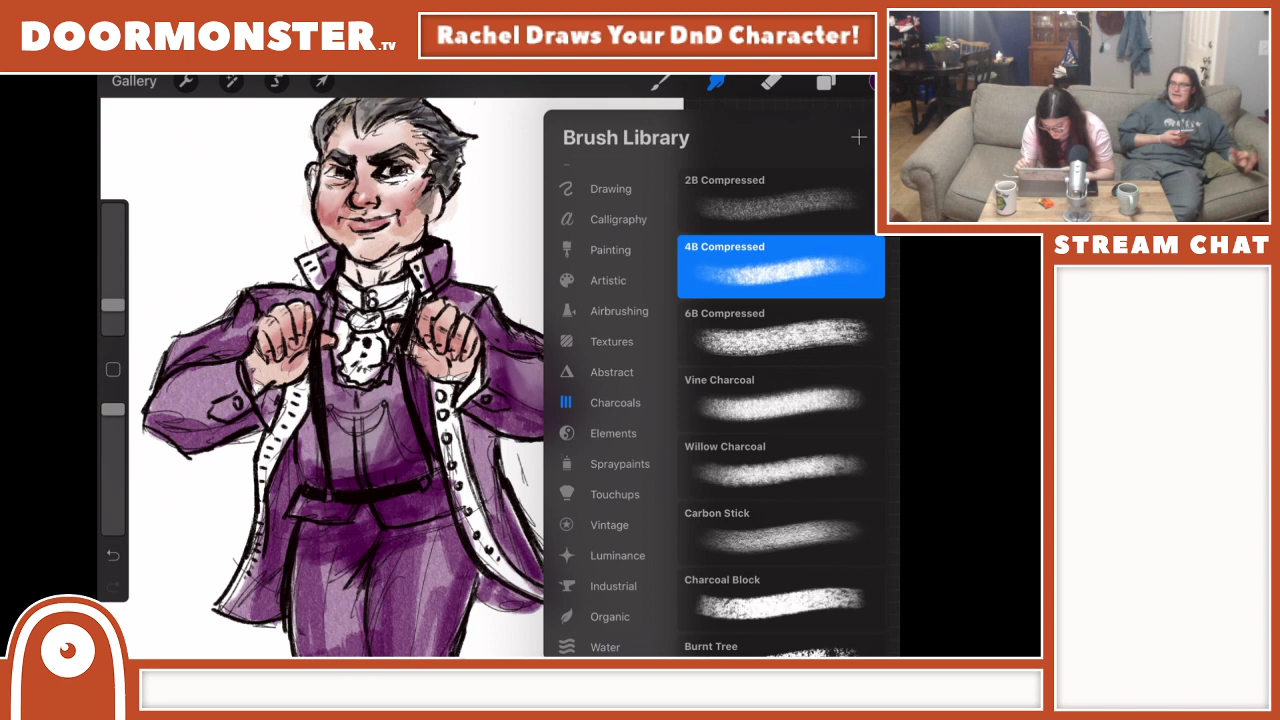 DOORMONSTER.TV
Rachel Draws Your DnD Character!
Gallery
Brush Library
Drawing
Calligraphy
Painting
Artistic
Airbrushing
Textures
Abstract
Charcoals
Elements
Spraypaints
Touchups
Vintage
Luminance
Industrial
Organic
Water
2B Compressed
4B Compressed
6B Compressed
Vine Charcoal
Willow Charcoal
Carbon Stick
Charcoal Block
Burnt Tree
STREAM CHAT